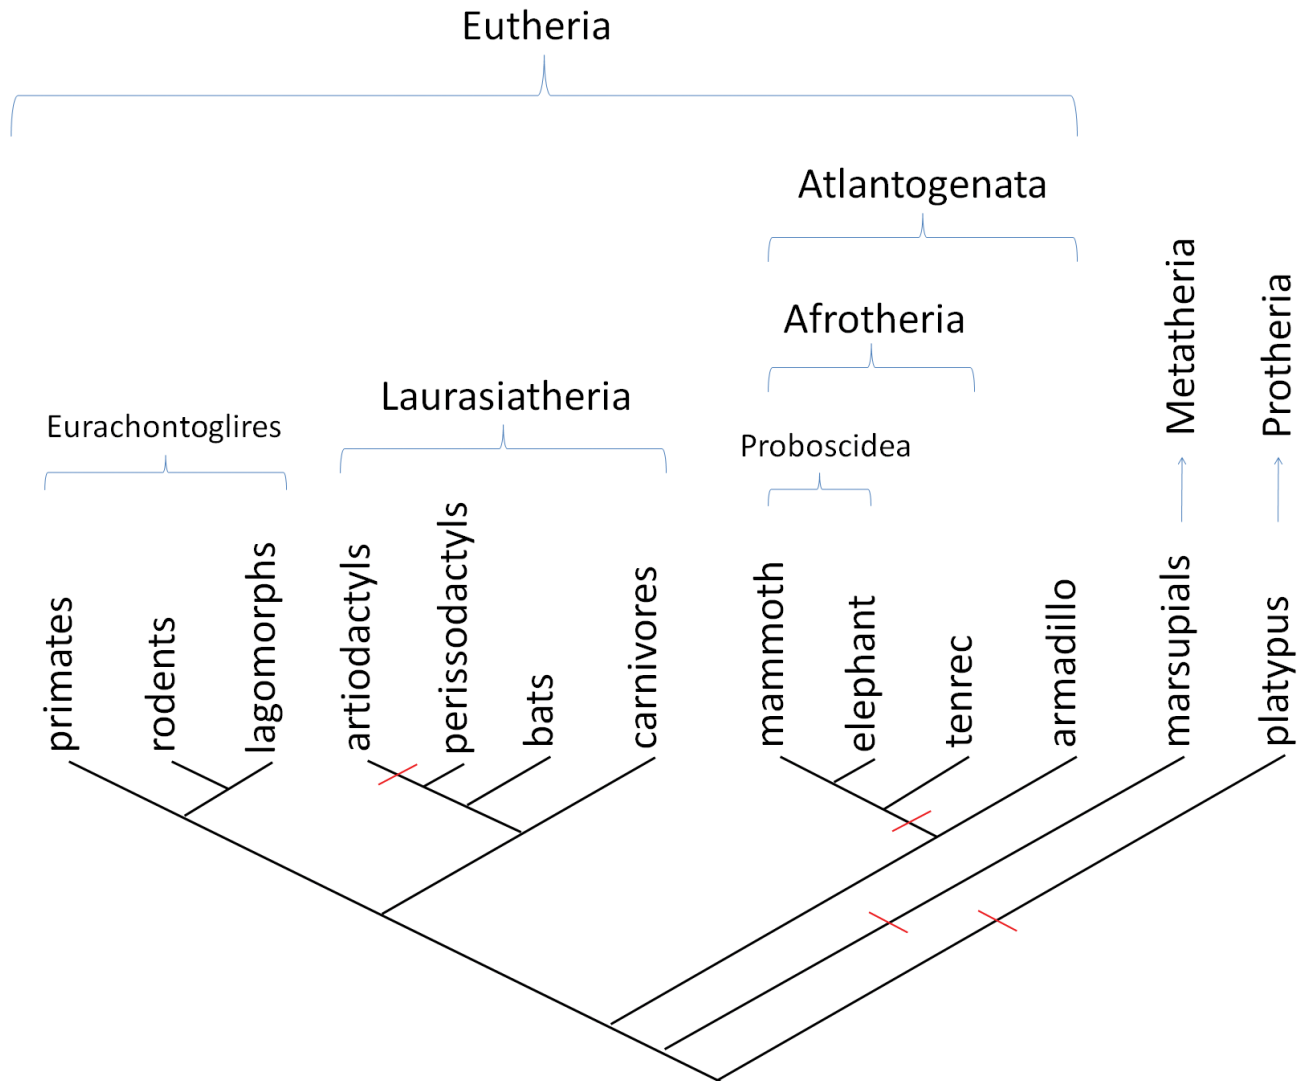 Eutheria
Atlantogenata
Afrotheria
Metatheria
Protheria
Laurasiatheria
Eurachontoglires
Proboscidea
primates
rodents
lagomorphs
artiodactyls
perissodactyls
bats
carnivores
mammoth
elephant
tenrec
armadillo
marsupials
platypus